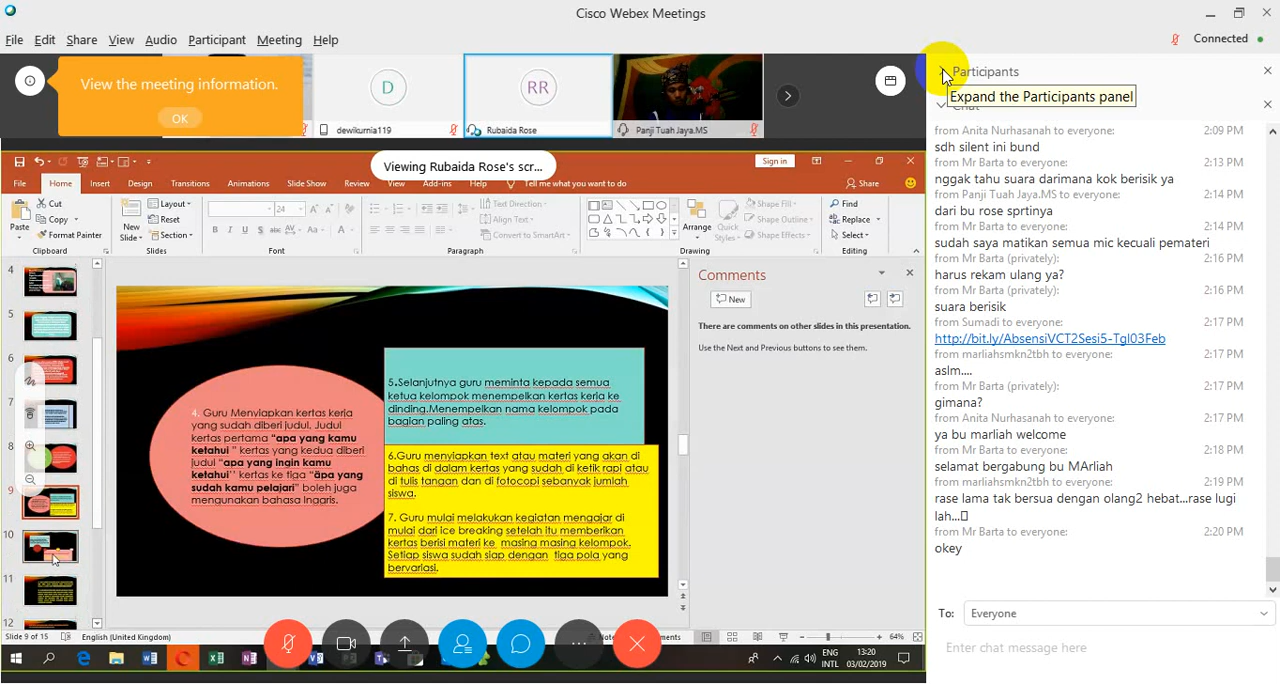 Cisco Webex Meetings
File Edit Share View Audio Participant Meeting Help
Connected
View the meeting information.
OK
D
dewikurnia119
RR
Rubaida Rose
Panji Tuah Jaya.MS
Viewing Rubaida Rose's scr...
Sign in
File Home Insert Design Transitions Animations Slide Show Review View Add-ins Help Tell me what you want to do
Share
Paste
Cut
Copy
Format Painter
Clipboard
New
Slide
Layout
Reset
Section
Slides
24
Font
Text Direction
Align Text
Convert to SmartArt
Paragraph
Arrange
Quick
Styles
Shape Fill
Shape Outline
Shape Effects
Drawing
Find
Replace
Select
Editing
4
5
6
7
8
9
10
11
12
4. Guru Menyiapkan kertas kerja
yang sudah diberi judul, Judul
kertas pertama “apa yang kamu
ketahui “ kertas yang kedua diberi
judul “apa yang ingin kamu
ketahui’’ kertas ke tiga “apa yang
sudah kamu pelajari” boleh juga
mengunakan bahasa Inggris.
5.Selanjutnya guru meminta kepada semua
ketua kelompok menempelkan kertas kerja ke
dinding.Menempelkan nama kelompok pada
bagian paling atas.
6.Guru menyiapkan text atau materi yang akan di
bahas di dalam kertas yang sudah di ketik rapi atau
di tulis tangan dan di fotocopi sebanyak jumlah
siswa.
7. Guru mulai melakukan kegiatan mengajar di
mulai dari ice breaking setelah itu memberikan
kertas berisi materi ke masing masing kelompok.
Setiap siswa sudah siap dengan tiga pola yang
bervariasi.
Comments
New
There are comments on other slides in this presentation.
Use the Next and Previous buttons to see them.
Slide 9 of 15 English (United Kingdom)
64%
ENG
INTL
13:20
03/02/2019
Participants
Expand the Participants panel
Chat
from Anita Nurhasanah to everyone: 2:09 PM
sdh silent ini bund
from Mr Barta to everyone: 2:13 PM
nggak tahu suara darimana kok berisik ya
from Panji Tuah Jaya.MS to everyone: 2:14 PM
dari bu rose sprtinya
from Mr Barta to everyone: 2:14 PM
sudah saya matikan semua mic kecuali pemateri
from Mr Barta (privately): 2:16 PM
harus rekam ulang ya?
from Mr Barta (privately): 2:16 PM
suara berisik
from Sumadi to everyone: 2:17 PM
http://bit.ly/AbsensiVCT2Sesi5-Tgl03Feb
from marliahsmkn2tbh to everyone: 2:17 PM
aslm....
from Mr Barta (privately): 2:17 PM
gimana?
from Anita Nurhasanah to everyone: 2:17 PM
ya bu marliah welcome
from Mr Barta to everyone: 2:18 PM
selamat bergabung bu MArliah
from marliahsmkn2tbh to everyone: 2:19 PM
rase lama tak bersua dengan olang2 hebat...rase lugi
lah...
from Mr Barta to everyone: 2:20 PM
okey
To: Everyone
Enter chat message here